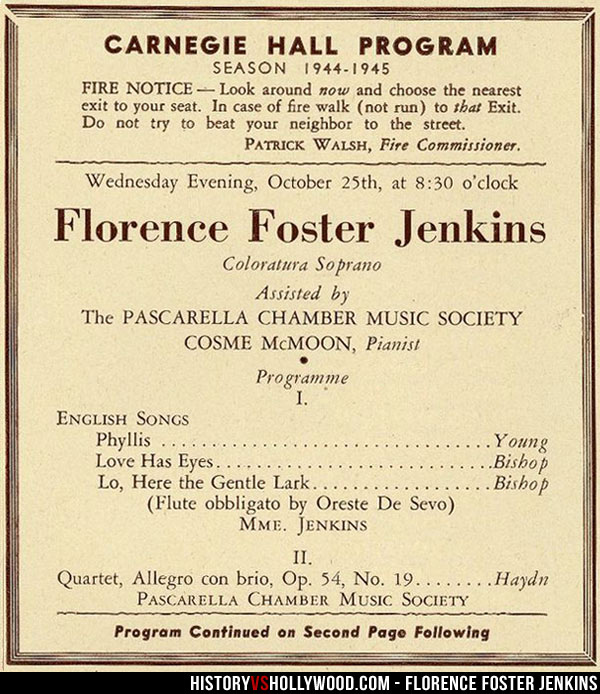 CARNEGIE HALL PROGRAM
SEASON 1944-1945
FIRE NOTICE — Look around now and choose the nearest
exit to your seat. In case of fire walk (not run) to that Exit.
Do not try to beat your neighbor to the street.
PATRICK WALSH, Fire Commissioner.
Wednesday Evening, October 25th, at 8:30 o'clock
Florence Foster Jenkins
Coloratura Soprano
Assisted by
The PASCARELLA CHAMBER MUSIC SOCIETY
COSME McMOON, Pianist
•
Programme
I.
ENGLISH SONGS
Phyllis ................................ Young
Love Has Eyes........................... Bishop
Lo, Here the Gentle Lark................ Bishop
(Flute obbligato by Oreste De Sevo)
MME. JENKINS
II.
Quartet, Allegro con brio, Op. 54, No. 19........ Haydn
PASCARELLA CHAMBER MUSIC SOCIETY
Program Continued on Second Page Following
HISTORYVSHOLLYWOOD.COM - FLORENCE FOSTER JENKINS